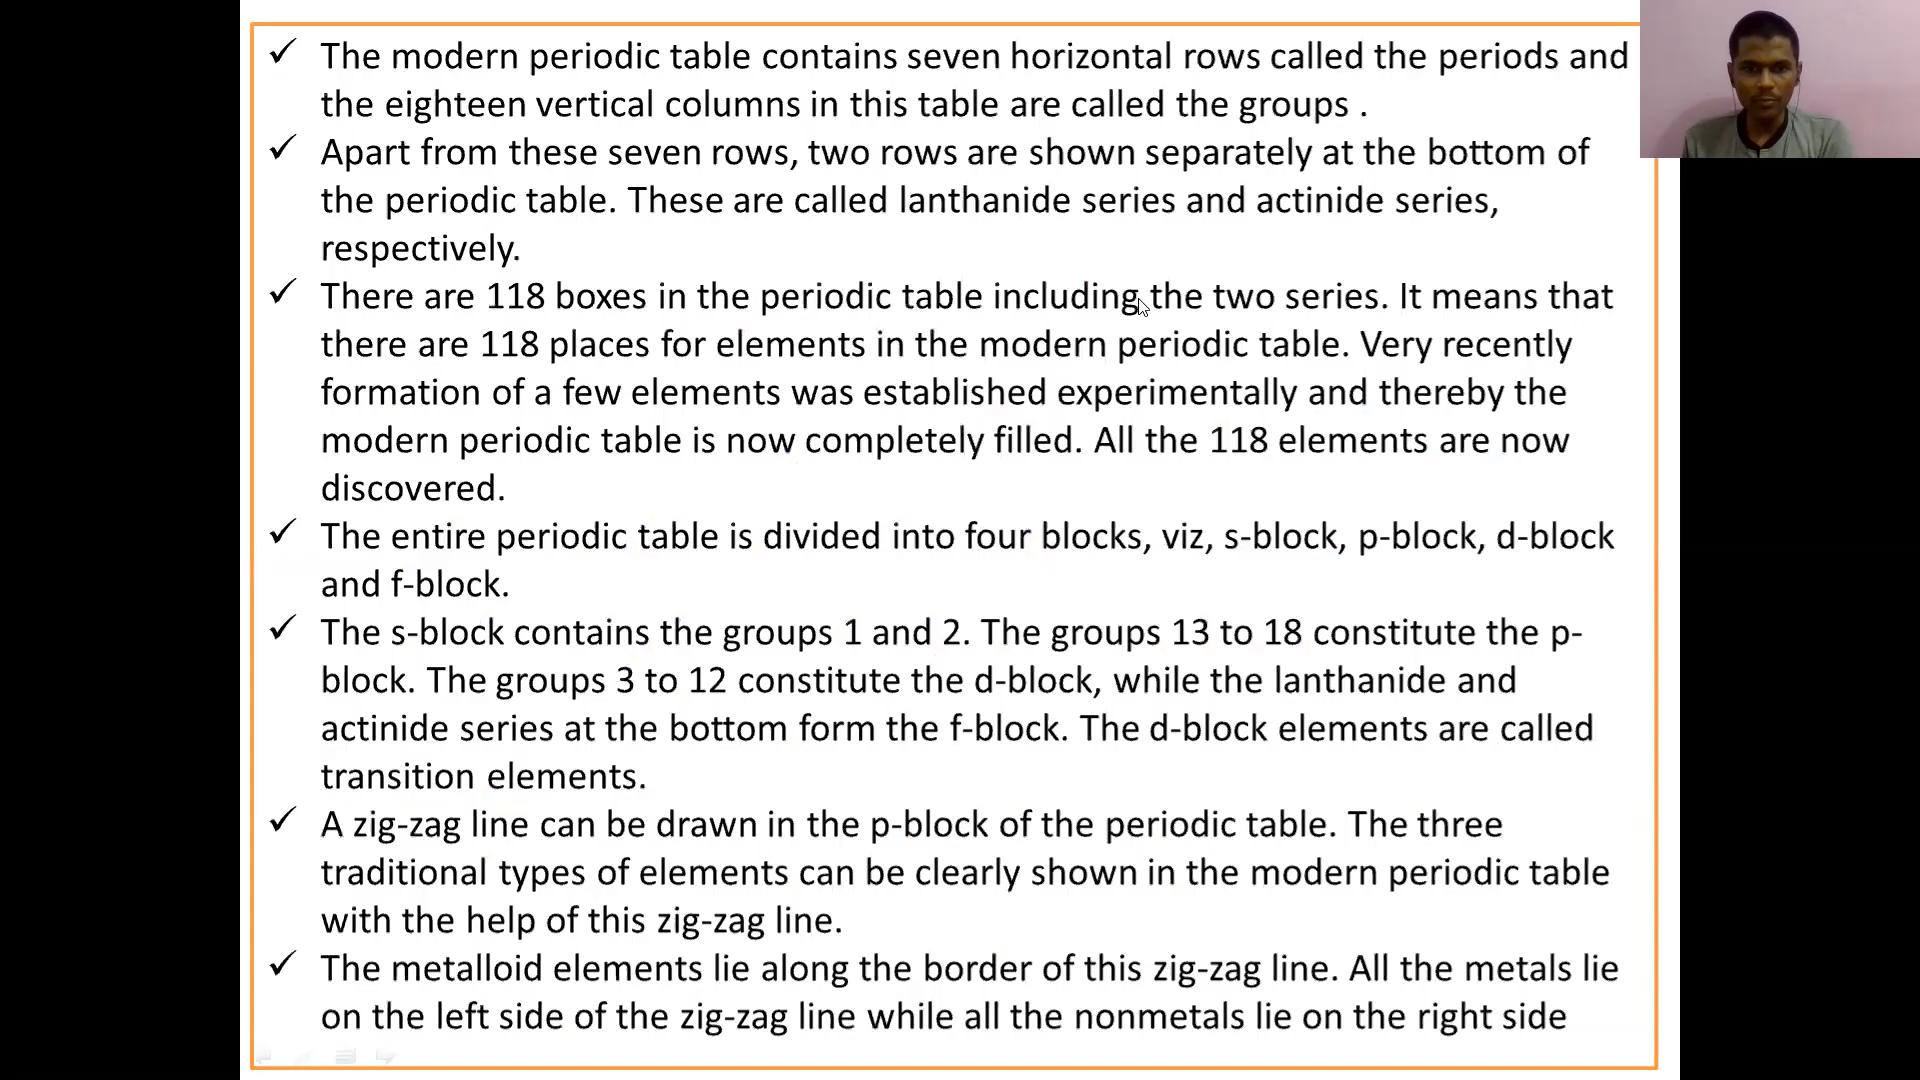 ✓ The modern periodic table contains seven horizontal rows called the periods and
the eighteen vertical columns in this table are called the groups .
✓ Apart from these seven rows, two rows are shown separately at the bottom of
the periodic table. These are called lanthanide series and actinide series,
respectively.
✓ There are 118 boxes in the periodic table including the two series. It means that
there are 118 places for elements in the modern periodic table. Very recently
formation of a few elements was established experimentally and thereby the
modern periodic table is now completely filled. All the 118 elements are now
discovered.
✓ The entire periodic table is divided into four blocks, viz, s-block, p-block, d-block
and f-block.
✓ The s-block contains the groups 1 and 2. The groups 13 to 18 constitute the p-
block. The groups 3 to 12 constitute the d-block, while the lanthanide and
actinide series at the bottom form the f-block. The d-block elements are called
transition elements.
✓ A zig-zag line can be drawn in the p-block of the periodic table. The three
traditional types of elements can be clearly shown in the modern periodic table
with the help of this zig-zag line.
✓ The metalloid elements lie along the border of this zig-zag line. All the metals lie
on the left side of the zig-zag line while all the nonmetals lie on the right side